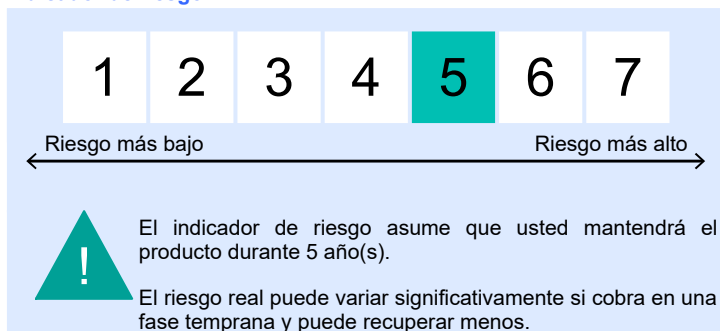 1 2 3 4 5 6 7
Riesgo más bajo Riesgo más alto
!
El indicador de riesgo asume que usted mantendrá el
producto durante 5 año(s).
El riesgo real puede variar significativamente si cobra en una
fase temprana y puede recuperar menos.